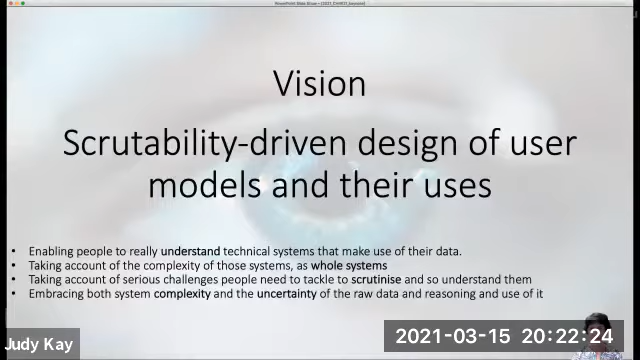 Vision
Scrutability-driven design of user
models and their uses
• Enabling people to really understand technical systems that make use of their data.
• Taking account of the complexity of those systems, as whole systems
• Taking account of serious challenges people need to tackle to scrutinise and so understand them
• Embracing both system complexity and the uncertainty of the raw data and reasoning and use of it
Judy Kay
2021-03-15 20:22:24